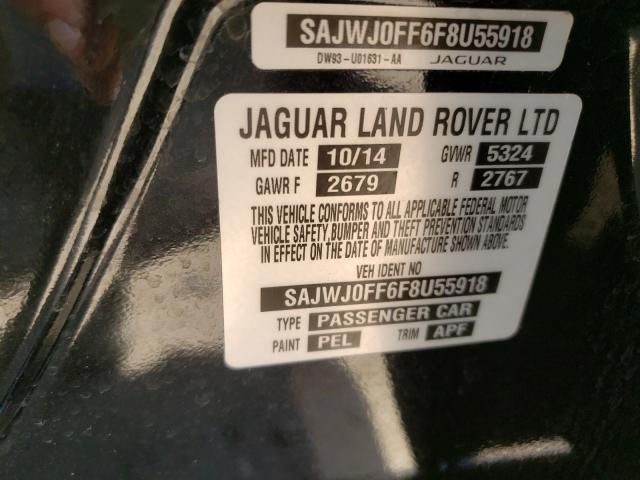 SAJWJ0FF6F8U55918
DW93-U01631-AA JAGUAR
JAGUAR LAND ROVER LTD
MFD DATE 10/14 GVWR 5324
GAWR F 2679 R 2767
THIS VEHICLE CONFORMS TO ALL APPLICABLE FEDERAL MOTOR
VEHICLE SAFETY, BUMPER AND THEFT PREVENTION STANDARDS
IN EFFECT ON THE DATE OF MANUFACTURE SHOWN ABOVE.
VEH IDENT NO
SAJWJ0FF6F8U55918
TYPE PASSENGER CAR
PAINT PEL TRIM APF